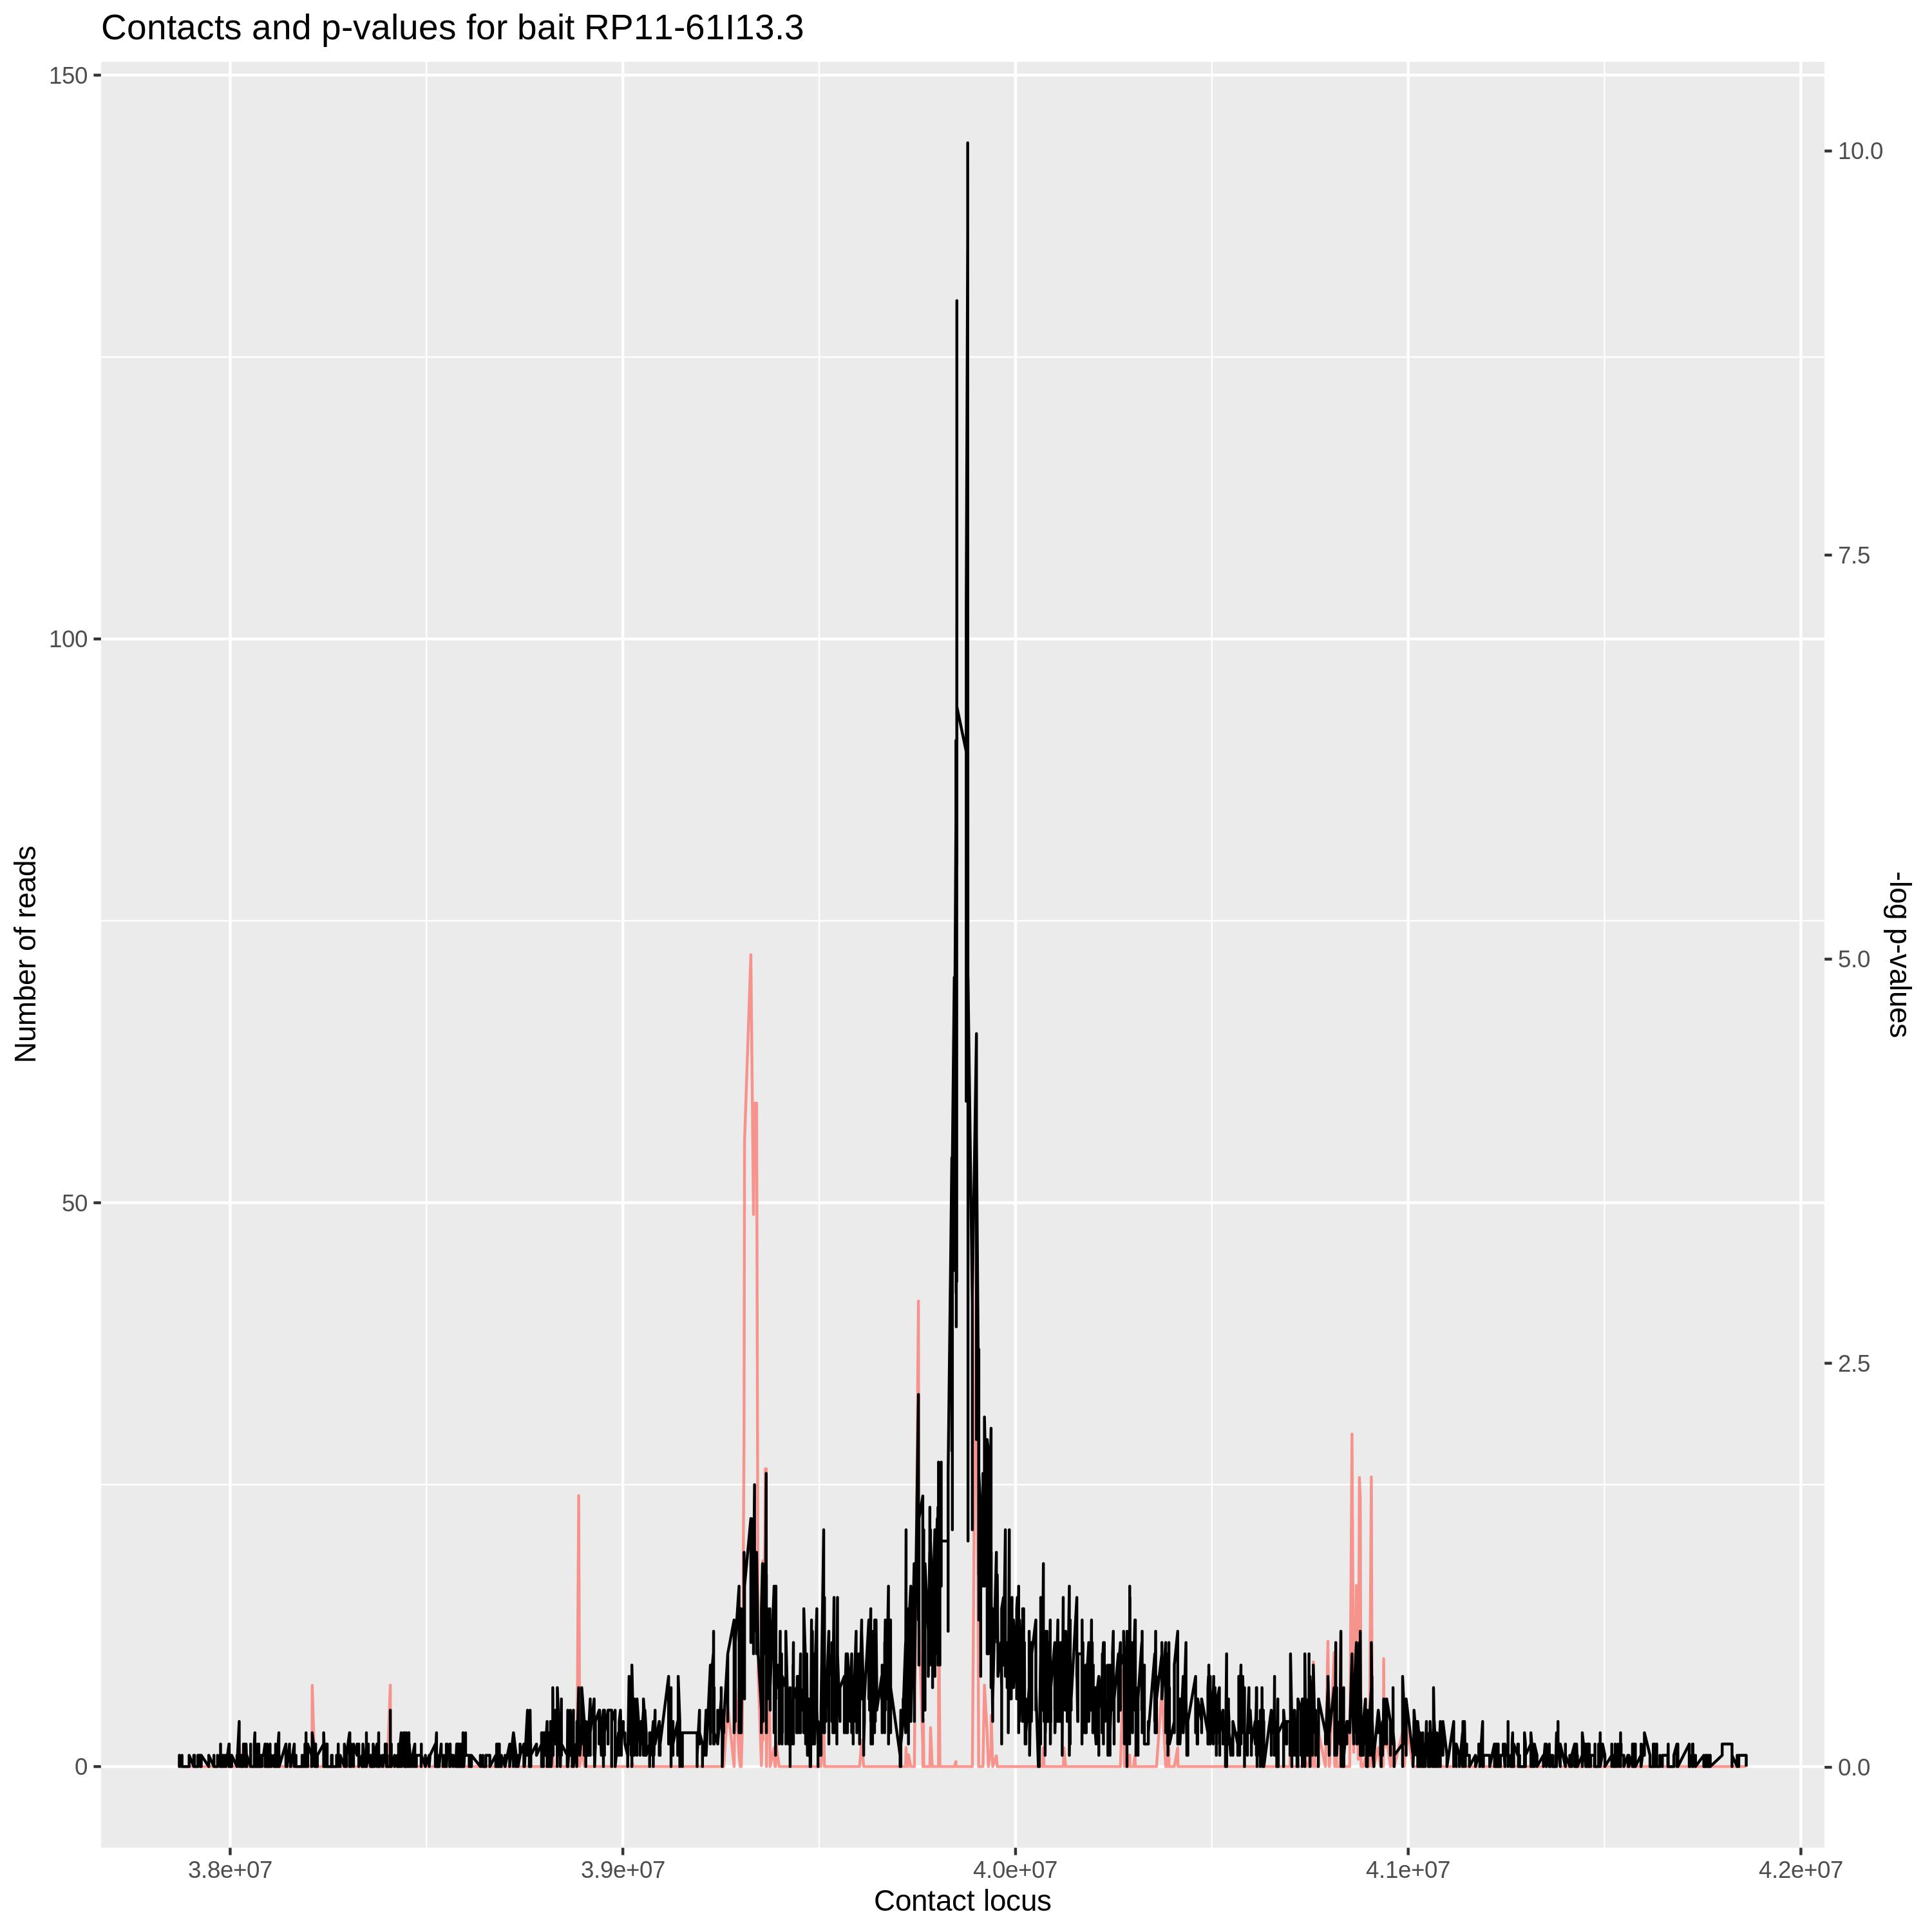 Contacts and p-values for bait RP11-61I13.3
150
100
50
0
10.0
7.5
5.0
2.5
0.0
Number of reads
-log p-values
3.8e+07 3.9e+07 4.0e+07 4.1e+07 4.2e+07
Contact locus